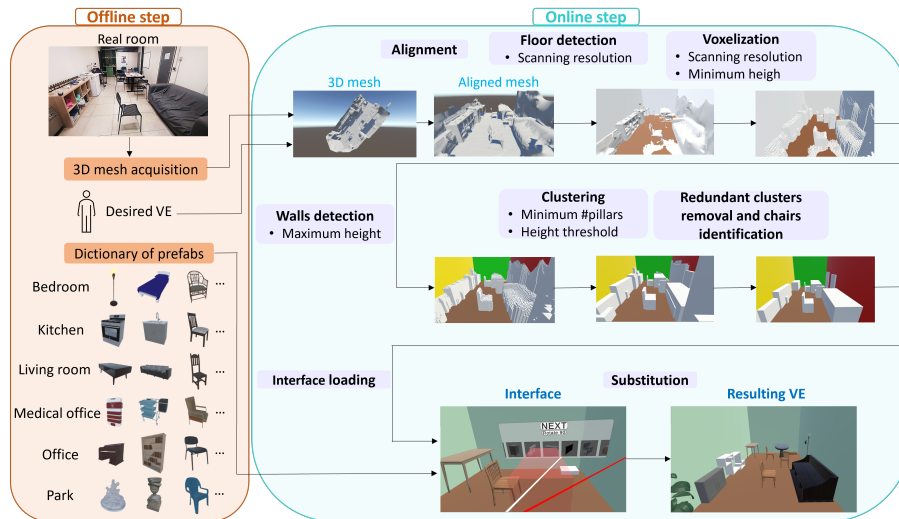 Offline step
Online step
Real room
3D mesh acquisition
Desired VE
Dictionary of prefabs
Bedroom
...
Kitchen
...
Living room
...
Medical office
...
Office
...
Park
...
Alignment
Floor detection
• Scanning resolution
Voxelization
• Scanning resolution
• Minimum heigh
3D mesh
Aligned mesh
Walls detection
• Maximum height
Clustering
• Minimum #pillars
• Height threshold
Redundant clusters
removal and chairs
identification
Interface loading
Substitution
Interface
Resulting VE
NEXT
Rotate 90